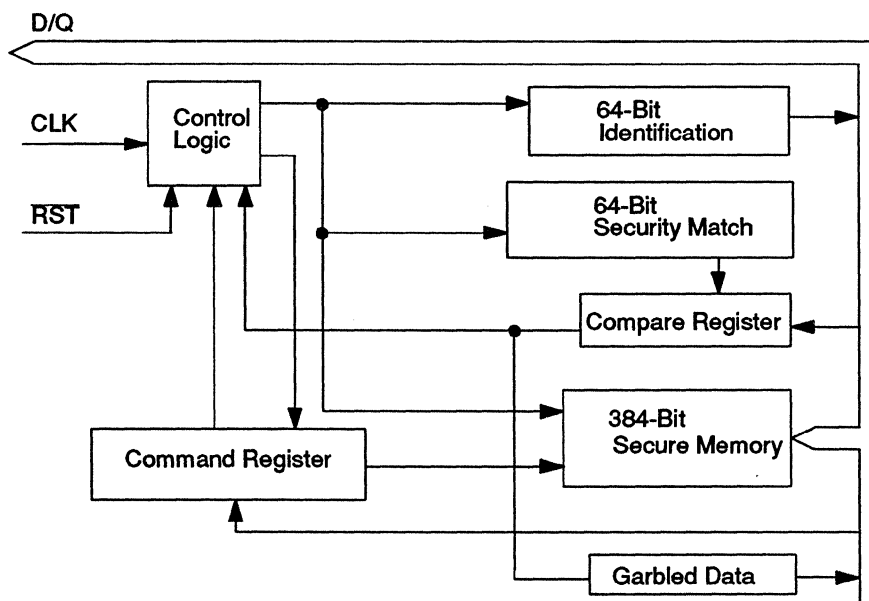 D/Q
CLK
RST
Control
Logic
64-Bit
Identification
64-Bit
Security Match
Compare Register
384-Bit
Secure Memory
Command Register
Garbled Data